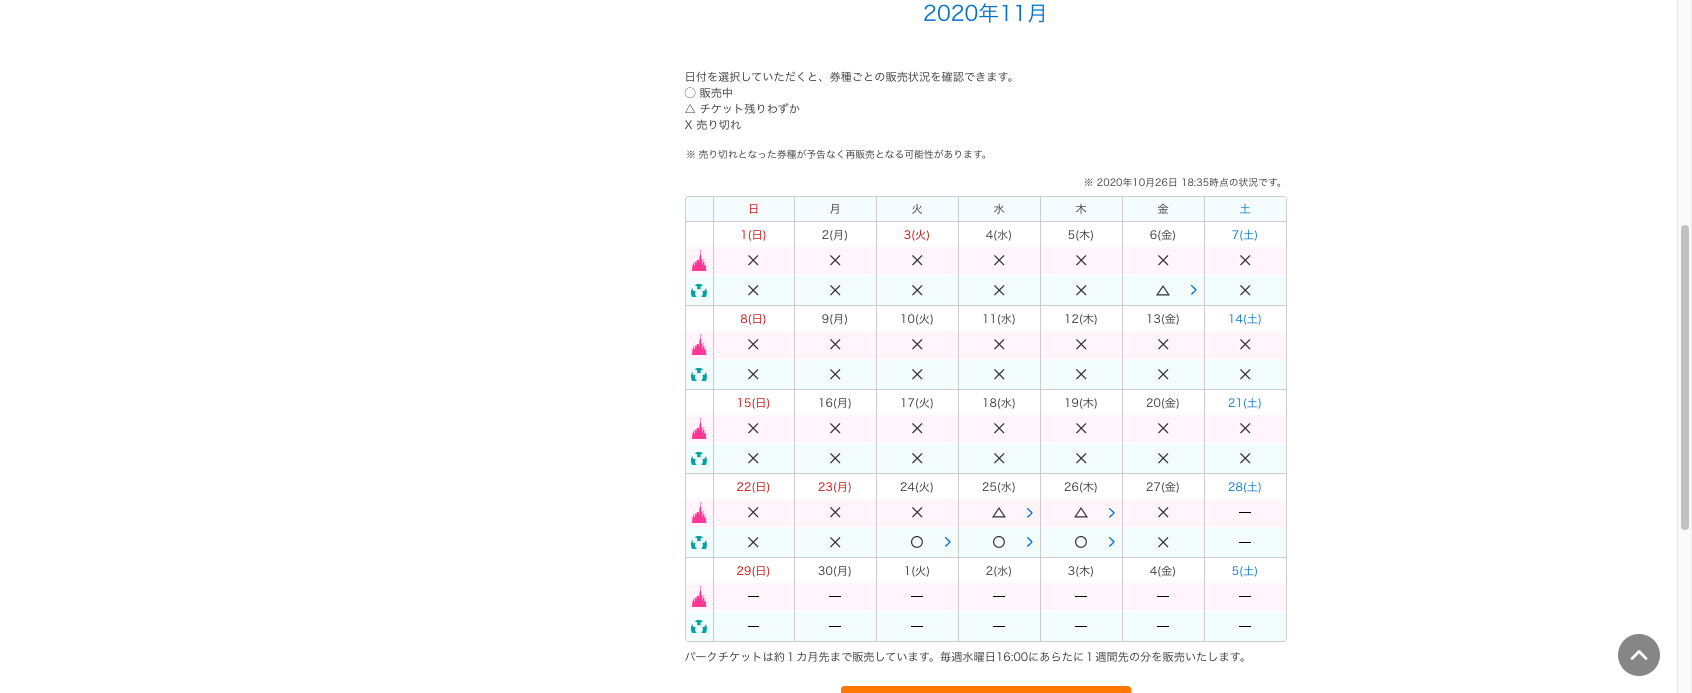 2020年11月
日付を選択していただくと、券種ごとの販売状況を確認できます。
○ 販売中
△ チケット残りわずか
X 売り切れ
※ 売り切れとなった券種が予告なく再販売となる可能性があります。
※ 2020年10月26日 18:35時点の状況です。
日 月 火 水 木 金 土
1(日) 2(月) 3(火) 4(水) 5(木) 6(金) 7(土)
× × × × × × ×
× × × × × △ ×
8(日) 9(月) 10(火) 11(水) 12(木) 13(金) 14(土)
× × × × × × ×
× × × × × × ×
15(日) 16(月) 17(火) 18(水) 19(木) 20(金) 21(土)
× × × × × × ×
× × × × × × ×
22(日) 23(月) 24(火) 25(水) 26(木) 27(金) 28(土)
× × × △ △ × —
× × ○ ○ ○ × —
29(日) 30(月) 1(火) 2(水) 3(木) 4(金) 5(土)
— — — — — — —
— — — — — — —
パークチケットは約１カ月先まで販売しています。毎週水曜日16:00にあらたに１週間先の分を販売いたします。